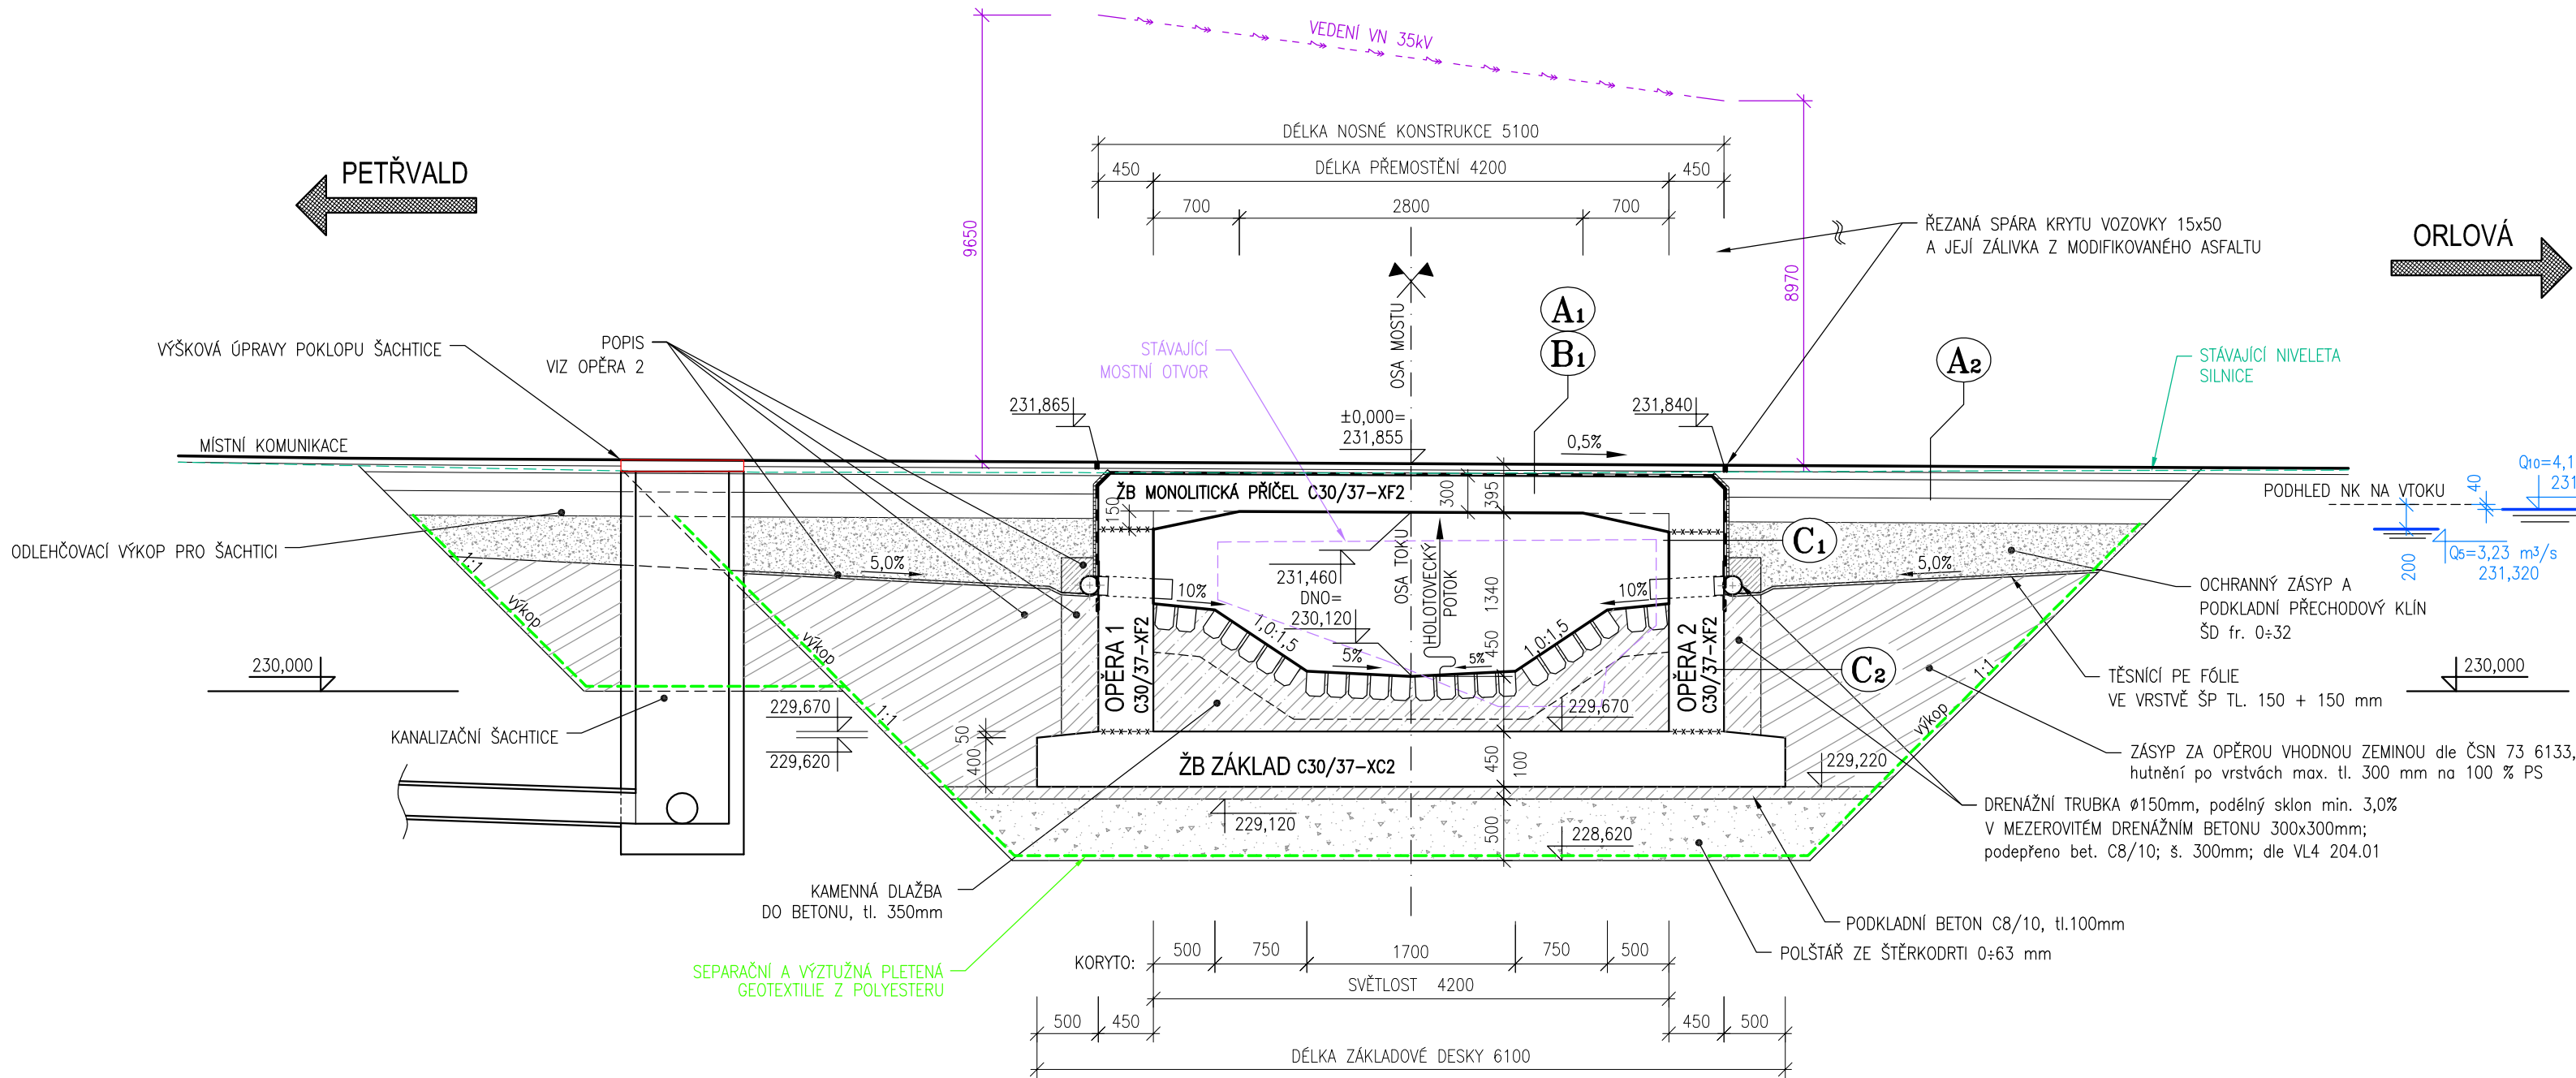 VEDENÍ VN 35kV
9650
8970
DÉLKA NOSNÉ KONSTRUKCE 5100
450
DÉLKA PŘEMOSTĚNÍ 4200
450
700
2800
700
PETŘVALD
ORLOVÁ
ŘEZANÁ SPÁRA KRYTU VOZOVKY 15x50
A JEJÍ ZÁLIVKA Z MODIFIKOVANÉHO ASFALTU
OSA MOSTU
A1
B1
A2
STÁVAJÍCÍ
MOSTNÍ OTVOR
STÁVAJÍCÍ NIVELETA
SILNICE
VÝŠKOVÁ ÚPRAVY POKLOPU ŠACHTICE
POPIS
VIZ OPĚRA 2
231,865
±0,000=
231,855
231,840
0,5%
MÍSTNÍ KOMUNIKACE
ŽB MONOLITICKÁ PŘÍČEL C30/37-XF2
150
300
395
PODHLED NK NA VTOKU
40
Q10=4,1
231
200
Q5=3,23 m³/s
231,320
ODLEHČOVACÍ VÝKOP PRO ŠACHTICI
1:1
výkop
5,0%
10%
231,460
DNO=
230,120
OSA TOKU
HOLOTOVECKÝ
POTOK
1340
450
C1
10%
5,0%
OCHRANNÝ ZÁSYP A
PODKLADNÍ PŘECHODOVÝ KLÍN
ŠD fr. 0÷32
výkop
1:1
OPĚRA 1
C30/37-XF2
1,0:1,5
5%
5%
1,0:1,5
OPĚRA 2
C30/37-XF2
C2
1:1
výkop
TĚSNÍCÍ PE FÓLIE
VE VRSTVĚ ŠP TL. 150 + 150 mm
230,000
230,000
KANALIZAČNÍ ŠACHTICE
229,670
229,620
50
400
229,670
ŽB ZÁKLAD C30/37-XC2
450
100
500
229,220
ZÁSYP ZA OPĚROU VHODNOU ZEMINOU dle ČSN 73 6133,
hutnění po vrstvách max. tl. 300 mm na 100 % PS
229,120
228,620
DRENÁŽNÍ TRUBKA ø150mm, podélný sklon min. 3,0%
V MEZEROVITÉM DRENÁŽNÍM BETONU 300x300mm;
podepřeno bet. C8/10; š. 300mm; dle VL4 204.01
KAMENNÁ DLAŽBA
DO BETONU, tl. 350mm
PODKLADNÍ BETON C8/10, tl.100mm
POLŠTÁŘ ZE ŠTĚRKODRTI 0÷63 mm
SEPARAČNÍ A VÝZTUŽNÁ PLETENÁ
GEOTEXTILIE Z POLYESTERU
KORYTO:
500
750
1700
750
500
SVĚTLOST 4200
500
450
450
500
DÉLKA ZÁKLADOVÉ DESKY 6100